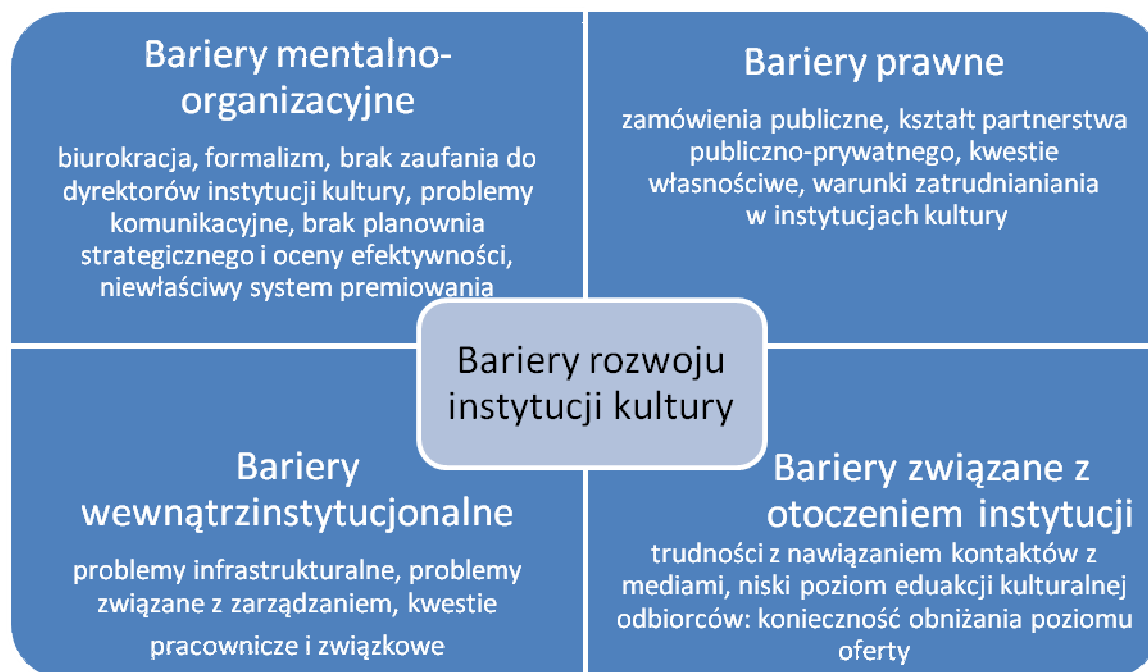 Bariery mentalno-
organizacyjne
biurokracja, formalizm, brak zaufania do
dyrektorów instytucji kultury, problemy
komunikacyjne, brak planownia
strategicznego i oceny efektywności,
niewłaściwy system premiowania
Bariery prawne
zamówienia publiczne, kształt partnerstwa
publiczno-prywatnego, kwestie
własnościowe, warunki zatrudnianiania
w instytucjach kultury
Bariery rozwoju
instytucji kultury
Bariery
wewnątrzinstytucjonalne
problemy infrastrukturalne, problemy
związane z zarządzaniem, kwestie
pracownicze i związkowe
Bariery związane z
otoczeniem instytucji
trudności z nawiązaniem kontaktów z
mediami, niski poziom eduakcji kulturalnej
odbiorców: konieczność obniżania poziomu
oferty